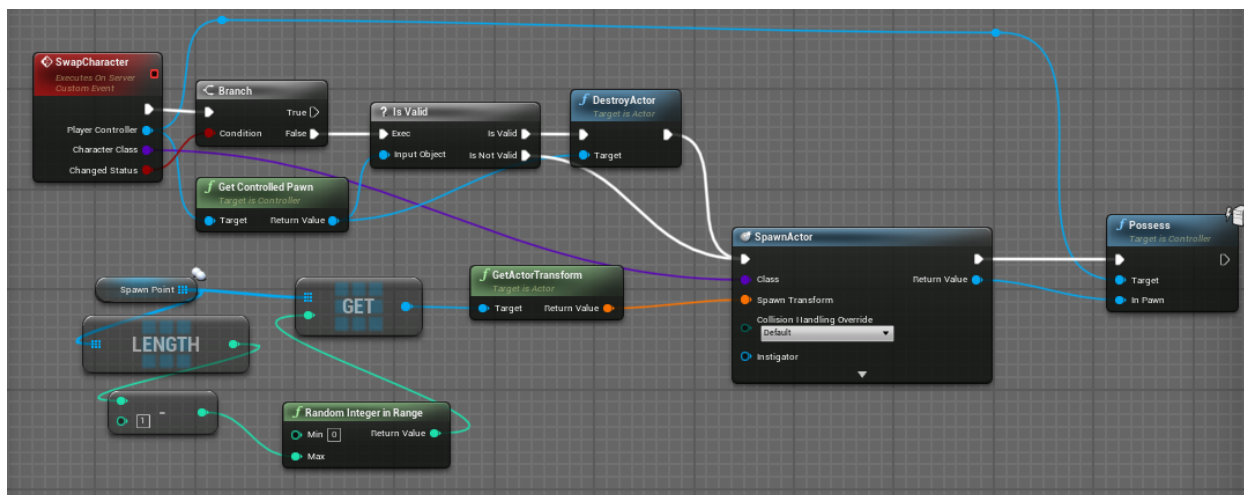 SwapCharacter
Executes On Server
Custom Event
Player Controller
Character Class
Changed Status
Branch
True
Condition
False
Get Controlled Pawn
Target is Controller
Target
Return Value
? Is Valid
Exec
Is Valid
Input Object
Is Not Valid
f DestroyActor
Target is Actor
Target
Spawn Point
LENGTH
-
1
GET
f Random Integer in Range
Min 0
Return Value
Max
f GetActorTransform
Target is Actor
Target
Return Value
SpawnActor
Class
Return Value
Spawn Transform
Collision Handling Override
Default
Instigator
f Possess
Target is Controller
Target
In Pawn